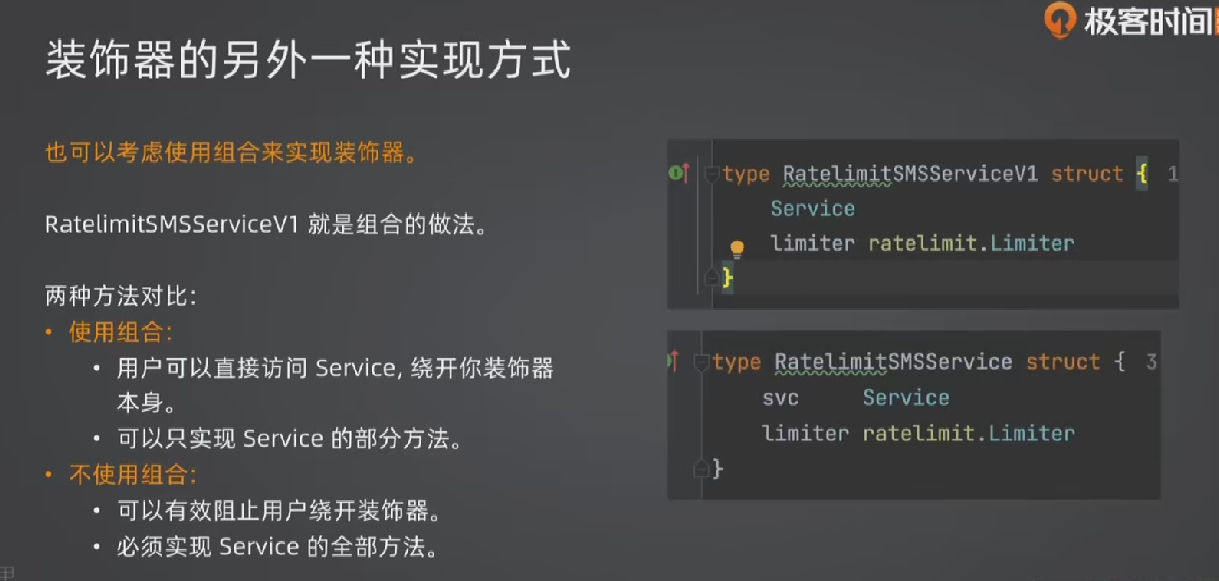 极客时间
装饰器的另外一种实现方式
也可以考虑使用组合来实现装饰器。
RatelimitSMSServiceV1 就是组合的做法。
两种方法对比:
• 使用组合:
• 用户可以直接访问 Service, 绕开你装饰器
本身。
• 可以只实现 Service 的部分方法。
• 不使用组合:
• 可以有效阻止用户绕开装饰器。
• 必须实现 Service 的全部方法。
type RatelimitSMSServiceV1 struct { 1
Service
limiter ratelimit.Limiter
}
type RatelimitSMSService struct { 3
svc Service
limiter ratelimit.Limiter
}